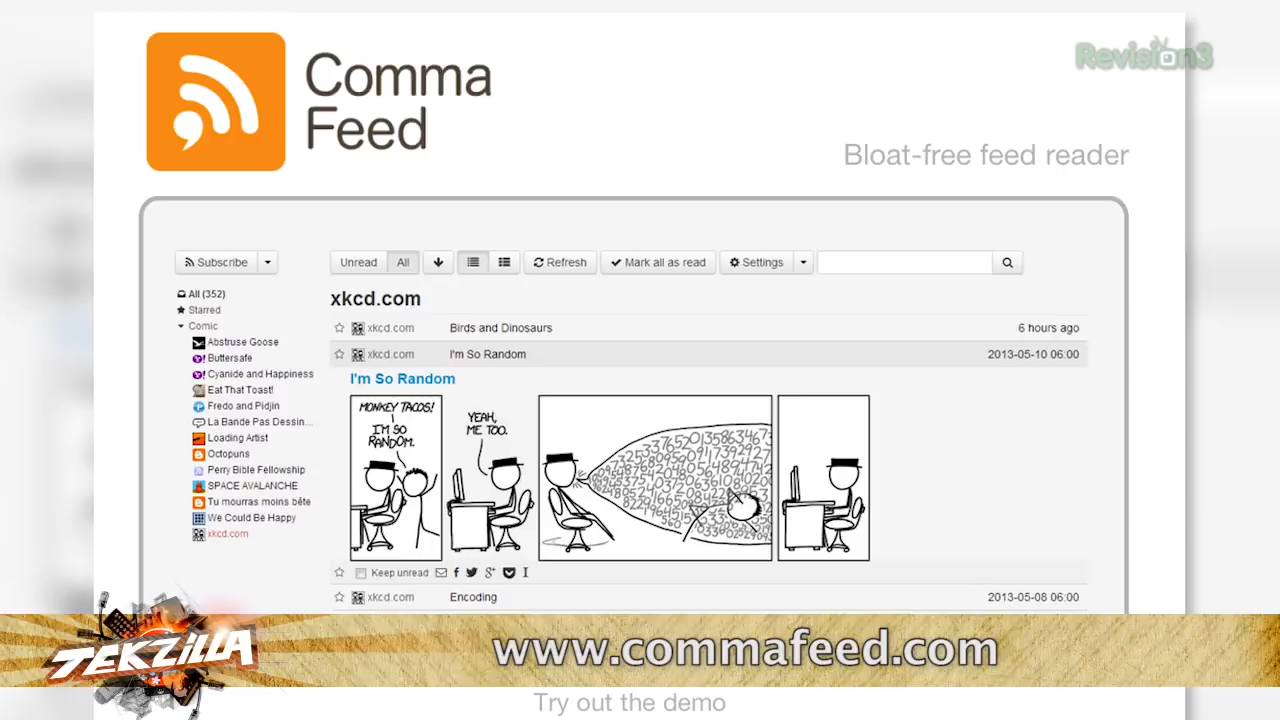 Comma
Feed
Revision3
Bloat-free feed reader
Subscribe
Unread All Refresh Mark all as read Settings
All (352)
Starred
Comic
Abstruse Goose
Buttersafe
Cyanide and Happiness
Eat That Toast!
Fredo and Pidjin
La Bande Pas Dessin...
Loading Artist
Octopuns
Perry Bible Fellowship
SPACE AVALANCHE
Tu mourras moins bête
We Could Be Happy
xkcd.com
xkcd.com
xkcd.com Birds and Dinosaurs 6 hours ago
xkcd.com I'm So Random 2013-05-10 06:00
I'm So Random
MONKEY TACOS!
I'M SO
RANDOM.
YEAH,
ME TOO.
Keep unread
xkcd.com Encoding 2013-05-08 06:00
TEKZILLA
www.commafeed.com
Try out the demo